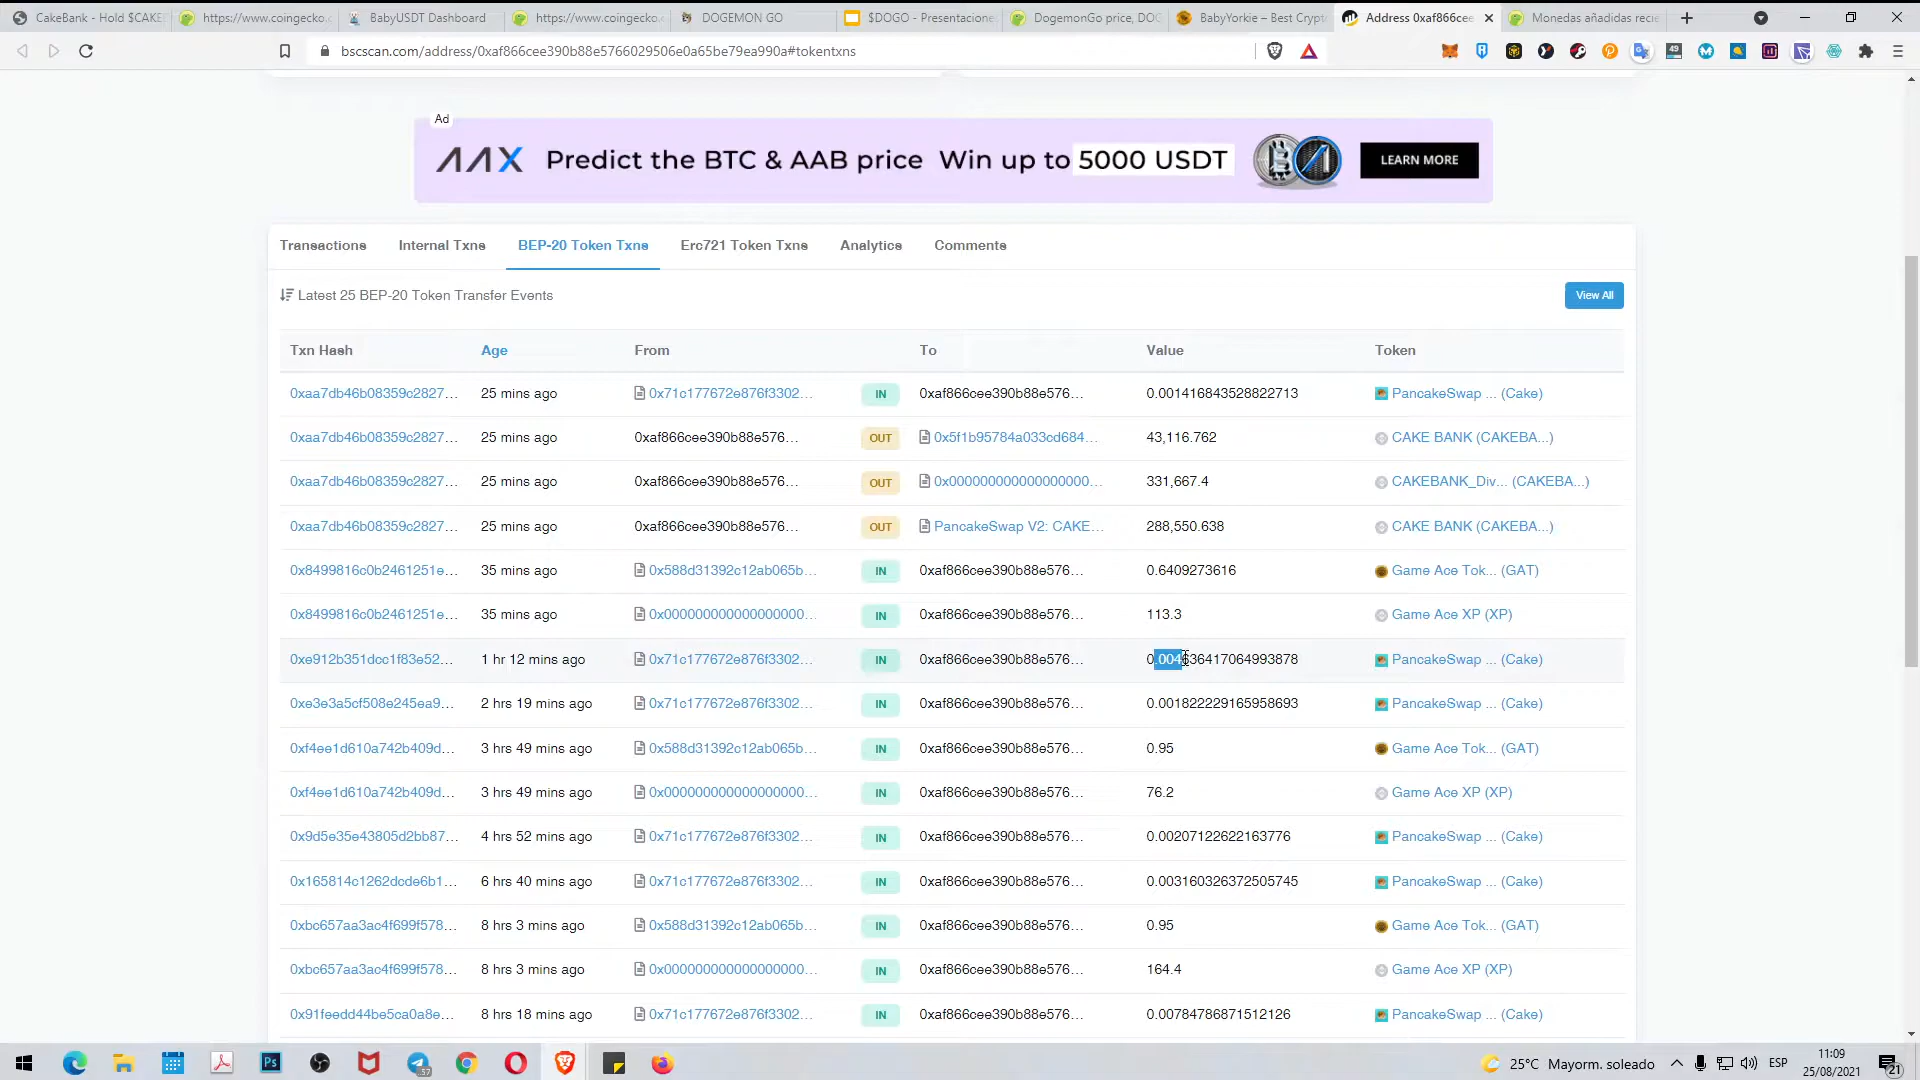 CakeBank - Hold $CAKEB
https://www.coingecko.c
BabyUSDT Dashboard
https://www.coingecko.c
DOGEMON GO
$DOGO - Presentacione
DogemonGo price, DOG
BabyYorkie – Best Crypt
Address 0xaf866cee
Monedas añadidas recie
bscscan.com/address/0xaf866cee390b88e5766029506e0a65be79ea990a#tokentxns
49
Ad
AAX Predict the BTC & AAB price Win up to 5000 USDT LEARN MORE
Transactions Internal Txns BEP-20 Token Txns Erc721 Token Txns Analytics Comments
Latest 25 BEP-20 Token Transfer Events View All
Txn Hash Age From To Value Token
0xaa7db46b08359c2827... 25 mins ago 0x71c177672e876f3302... IN 0xaf866cee390b88e576... 0.001416843528822713 PancakeSwap ... (Cake)
0xaa7db46b08359c2827... 25 mins ago 0xaf866cee390b88e576... OUT 0x5f1b95784a033cd684... 43,116.762 CAKE BANK (CAKEBA...)
0xaa7db46b08359c2827... 25 mins ago 0xaf866cee390b88e576... OUT 0x000000000000000000... 331,667.4 CAKEBANK_Div... (CAKEBA...)
0xaa7db46b08359c2827... 25 mins ago 0xaf866cee390b88e576... OUT PancakeSwap V2: CAKE... 288,550.638 CAKE BANK (CAKEBA...)
0x8499816c0b2461251e... 35 mins ago 0x588d31392c12ab065b... IN 0xaf866cee390b88e576... 0.6409273616 Game Ace Tok... (GAT)
0x8499816c0b2461251e... 35 mins ago 0x000000000000000000... IN 0xaf866cee390b88e576... 113.3 Game Ace XP (XP)
0xe912b351dcc1f83e52... 1 hr 12 mins ago 0x71c177672e876f3302... IN 0xaf866cee390b88e576... 0.004636417064993878 PancakeSwap ... (Cake)
0xe3e3a5cf508e245ea9... 2 hrs 19 mins ago 0x71c177672e876f3302... IN 0xaf866cee390b88e576... 0.001822229165958693 PancakeSwap ... (Cake)
0xf4ee1d610a742b409d... 3 hrs 49 mins ago 0x588d31392c12ab065b... IN 0xaf866cee390b88e576... 0.95 Game Ace Tok... (GAT)
0xf4ee1d610a742b409d... 3 hrs 49 mins ago 0x000000000000000000... IN 0xaf866cee390b88e576... 76.2 Game Ace XP (XP)
0x9d5e35e43805d2bb87... 4 hrs 52 mins ago 0x71c177672e876f3302... IN 0xaf866cee390b88e576... 0.00207122622163776 PancakeSwap ... (Cake)
0x165814c1262dcde6b1... 6 hrs 40 mins ago 0x71c177672e876f3302... IN 0xaf866cee390b88e576... 0.003160326372505745 PancakeSwap ... (Cake)
0xbc657aa3ac4f699f578... 8 hrs 3 mins ago 0x588d31392c12ab065b... IN 0xaf866cee390b88e576... 0.95 Game Ace Tok... (GAT)
0xbc657aa3ac4f699f578... 8 hrs 3 mins ago 0x000000000000000000... IN 0xaf866cee390b88e576... 164.4 Game Ace XP (XP)
0x91feedd44be5ca0a8e... 8 hrs 18 mins ago 0x71c177672e876f3302... IN 0xaf866cee390b88e576... 0.00784786871512126 PancakeSwap ... (Cake)
Ps 57 25°C Mayorm. soleado ESP 11:09
25/08/2021 21